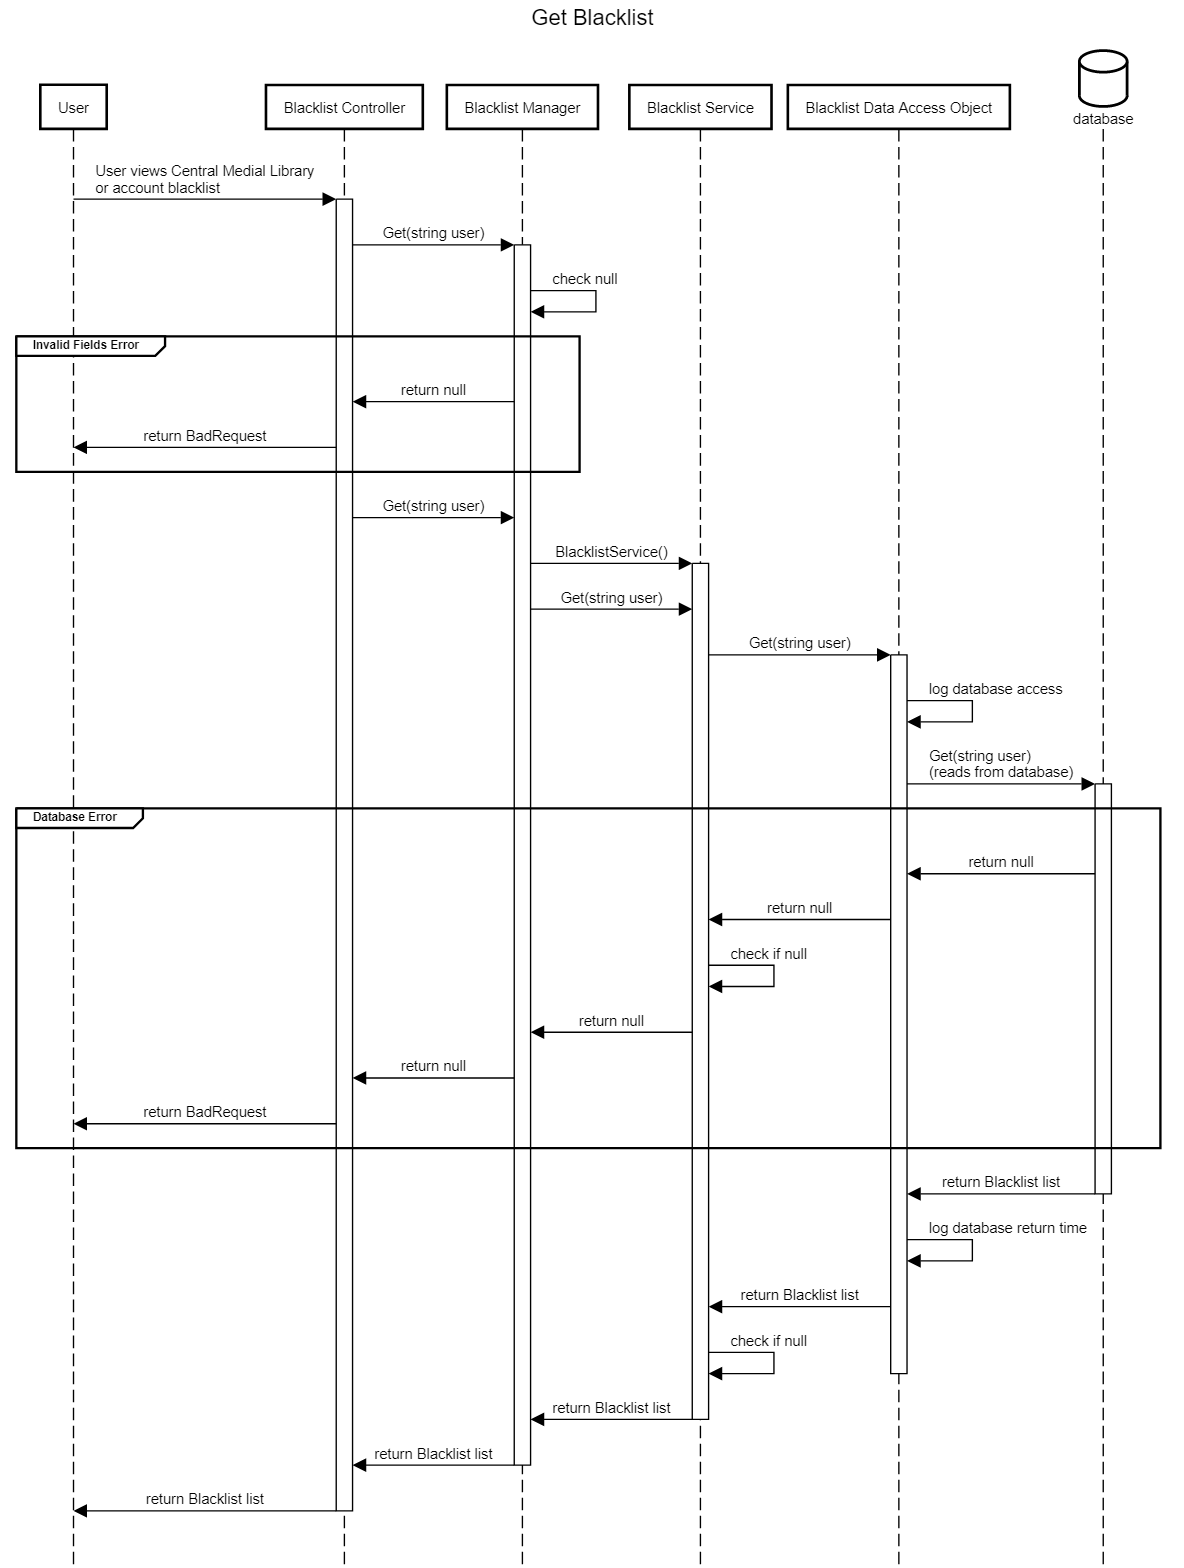 Get Blacklist
User
Blacklist Controller
Blacklist Manager
Blacklist Service
Blacklist Data Access Object
database
User views Central Medial Library
or account blacklist
Get(string user)
check null
Invalid Fields Error
return null
return BadRequest
Get(string user)
BlacklistService()
Get(string user)
Get(string user)
log database access
Get(string user)
(reads from database)
Database Error
return null
return null
check if null
return null
return null
return BadRequest
return Blacklist list
log database return time
return Blacklist list
check if null
return Blacklist list
return Blacklist list
return Blacklist list